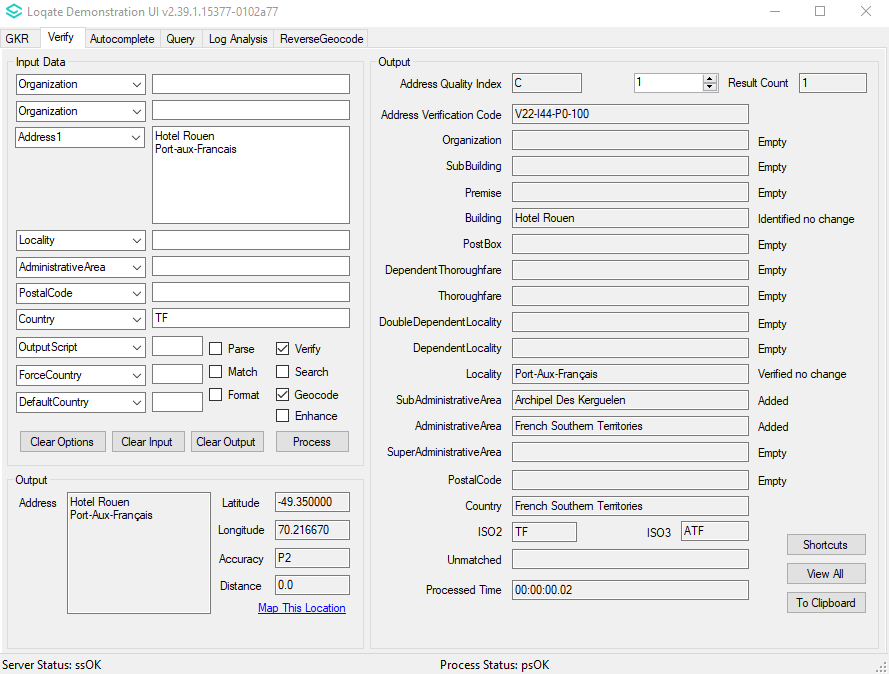 Loqate Demonstration UI v2.39.1.15377-0102a77
GKR Verify Autocomplete Query Log Analysis ReverseGeocode
Input Data
Organization
Organization
Address1
Hotel Rouen
Port-aux-Francais
Locality
AdministrativeArea
PostalCode
Country TF
OutputScript Parse Verify
ForceCountry Match Search
DefaultCountry Format Geocode
Enhance
Clear Options Clear Input Clear Output Process
Output
Address
Hotel Rouen
Port-Aux-Français
Latitude -49.350000
Longitude 70.216670
Accuracy P2
Distance 0.0
Map This Location
Output
Address Quality Index C 1 Result Count 1
Address Verification Code V22-I44-P0-100
Organization Empty
SubBuilding Empty
Premise Empty
Building Hotel Rouen Identified no change
PostBox Empty
DependentThoroughfare Empty
Thoroughfare Empty
DoubleDependentLocality Empty
DependentLocality Empty
Locality Port-Aux-Français Verified no change
SubAdministrativeArea Archipel Des Kerguelen Added
AdministrativeArea French Southern Territories Added
SuperAdministrativeArea Empty
PostalCode Empty
Country French Southern Territories
ISO2 TF ISO3 ATF
Unmatched
Processed Time 00:00:00.02
Shortcuts
View All
To Clipboard
Server Status: ssOK Process Status: psOK